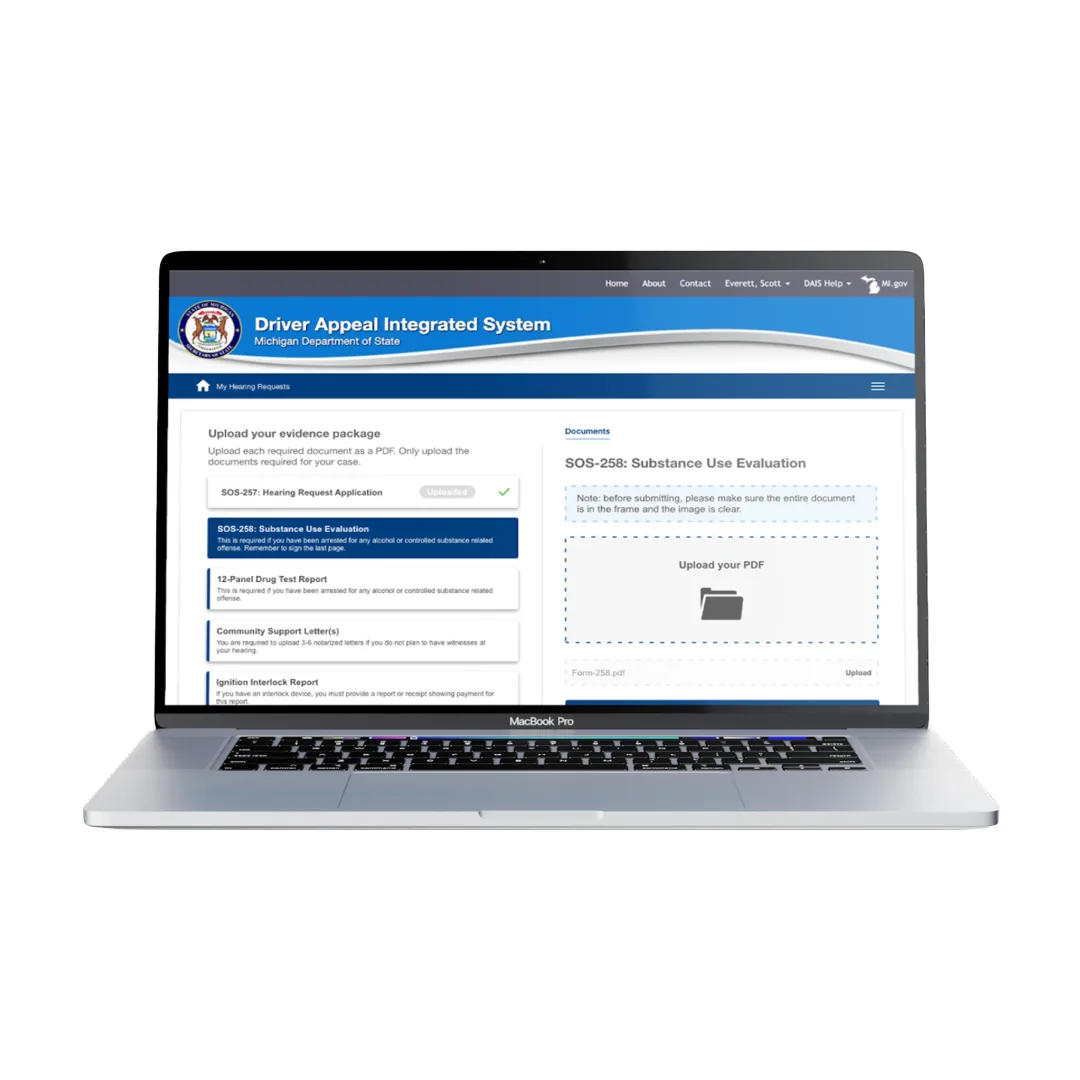 Home About Contact Everett, Scott DAIS Help MI.gov
Driver Appeal Integrated System
Michigan Department of State
My Hearing Requests
Upload your evidence package
Upload each required document as a PDF. Only upload the
documents required for your case.
SOS-257: Hearing Request Application Uploaded
SOS-258: Substance Use Evaluation
This is required if you have been arrested for any alcohol or controlled substance related
offense. Remember to sign the last page.
12-Panel Drug Test Report
This is required if you have been arrested for any alcohol or controlled substance related
offense.
Community Support Letter(s)
You are required to upload 3-6 notarized letters if you do not plan to have witnesses at
your hearing.
Ignition Interlock Report
If you have an interlock device, you must provide a report or receipt showing payment for
this report.
Documents
SOS-258: Substance Use Evaluation
Note: before submitting, please make sure the entire document
is in the frame and the image is clear.
Upload your PDF
Form-258.pdf Upload
MacBook Pro